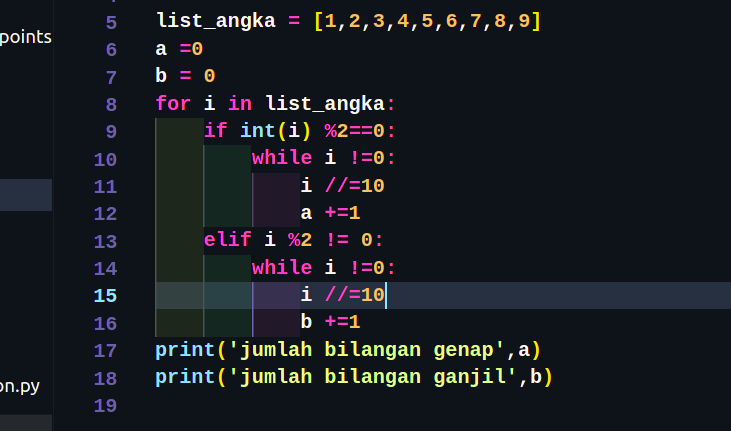 points
on.py
5 list_angka = [1,2,3,4,5,6,7,8,9]
6 a =0
7 b = 0
8 for i in list_angka:
9 if int(i) %2==0:
10 while i !=0:
11 i //=10
12 a +=1
13 elif i %2 != 0:
14 while i !=0:
15 i //=10
16 b +=1
17 print('jumlah bilangan genap',a)
18 print('jumlah bilangan ganjil',b)
19